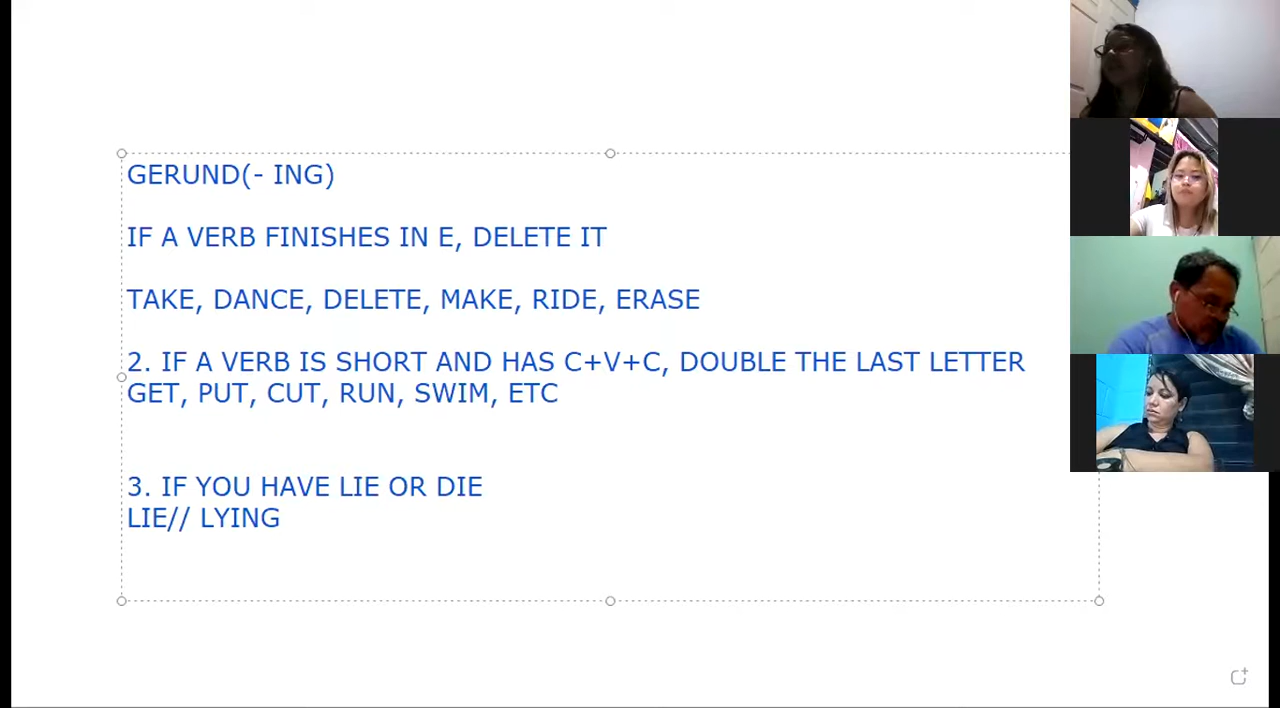 GERUND(- ING)
IF A VERB FINISHES IN E, DELETE IT
TAKE, DANCE, DELETE, MAKE, RIDE, ERASE
2. IF A VERB IS SHORT AND HAS C+V+C, DOUBLE THE LAST LETTER
GET, PUT, CUT, RUN, SWIM, ETC
3. IF YOU HAVE LIE OR DIE
LIE// LYING